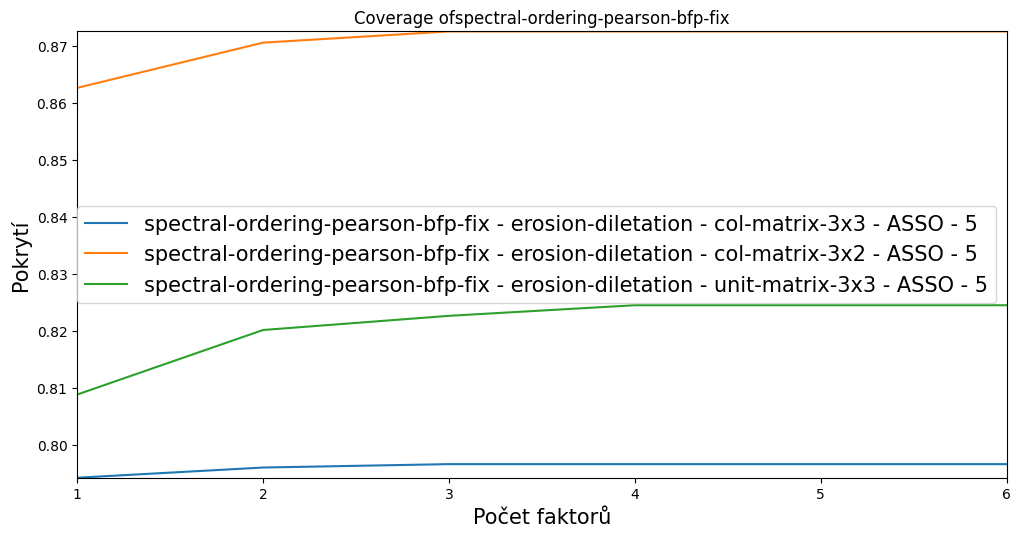 Coverage ofspectral-ordering-pearson-bfp-fix
0.87
0.86
0.85
0.84
0.83
0.82
0.81
0.80
Pokrytí
spectral-ordering-pearson-bfp-fix - erosion-diletation - col-matrix-3x3 - ASSO - 5
spectral-ordering-pearson-bfp-fix - erosion-diletation - col-matrix-3x2 - ASSO - 5
spectral-ordering-pearson-bfp-fix - erosion-diletation - unit-matrix-3x3 - ASSO - 5
1 2 3 4 5 6
Počet faktorů